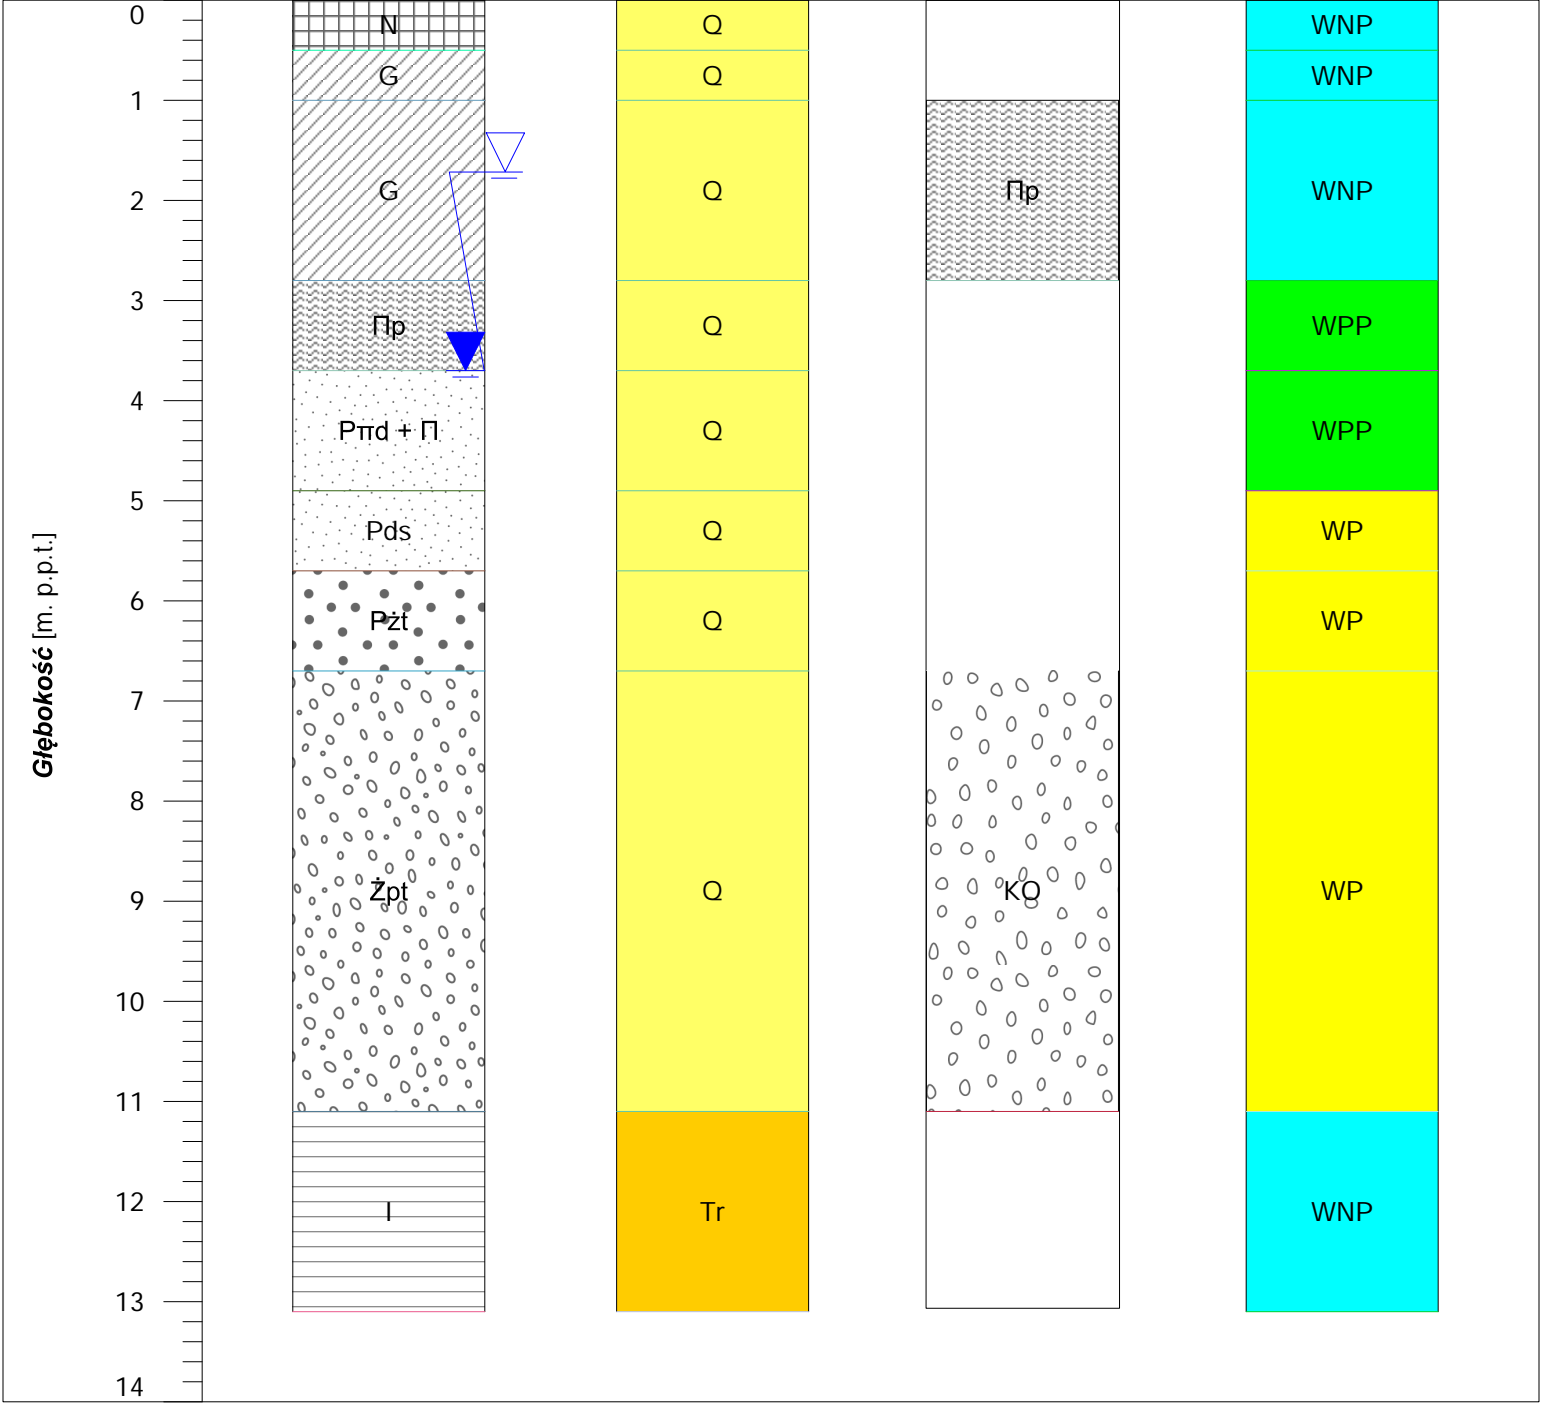 0
N
Q
WNP
G
Q
WNP
1
G
Q
Πp
WNP
2
3
Πp
Q
WPP
4
Pπd + Π
Q
WPP
5
Pds
Q
WP
6
Pżt
Q
WP
Głębokość [m. p.p.t.]
7
8
9
Żpt
Q
KO
WP
10
11
12
I
Tr
WNP
13
14